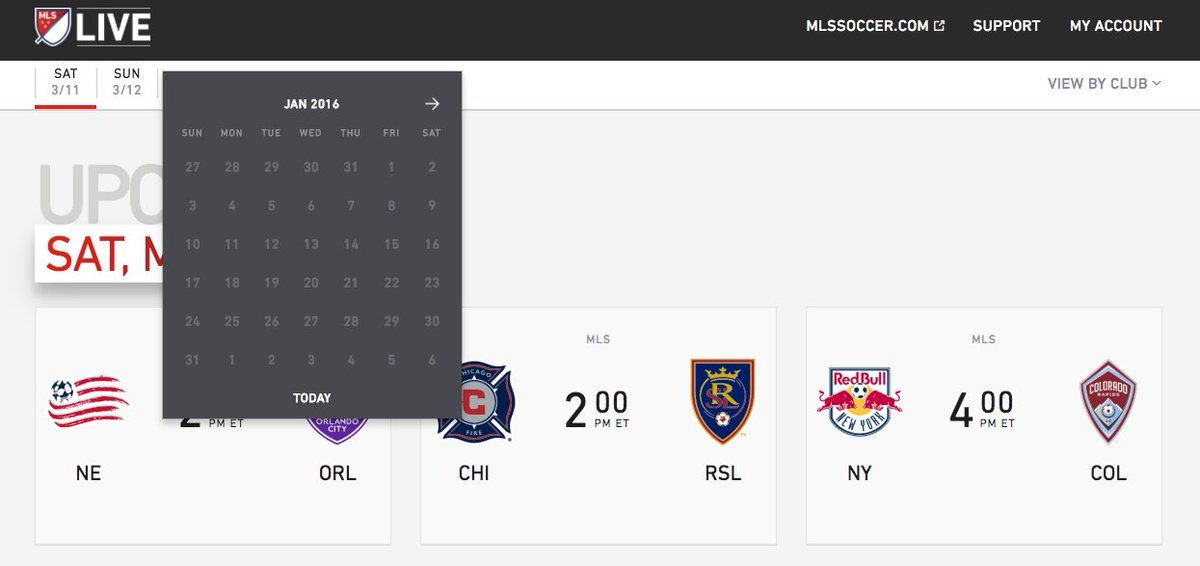 MLS LIVE
MLSSOCCER.COM SUPPORT MY ACCOUNT
SAT SUN
3/11 3/12
VIEW BY CLUB
JAN 2016
SUN MON TUE WED THU FRI SAT
27 28 29 30 31 1 2
3 4 5 6 7 8 9
10 11 12 13 14 15 16
17 18 19 20 21 22 23
24 25 26 27 28 29 30
31 1 2 3 4 5 6
TODAY
UPC
SAT, M
2
PM ET
ORLANDO
CITY
NE ORL
MLS
CHICAGO
C
FIRE
2 00
PM ET
RSL
CHI RSL
MLS
Red Bull
NEW YORK
4 00
PM ET
COLORADO
RAPIDS
NY COL